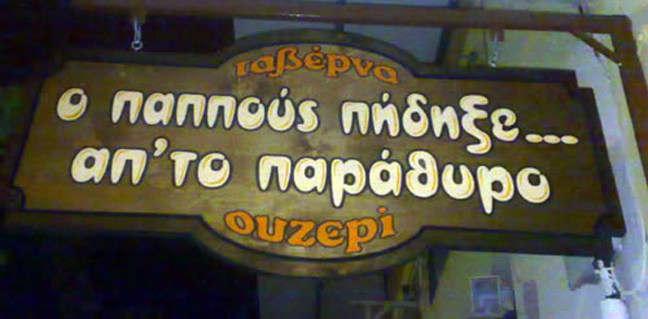 ταβέρνα
ο παππούς πήδηξε...
απ'το παράθυρο
ουζερί